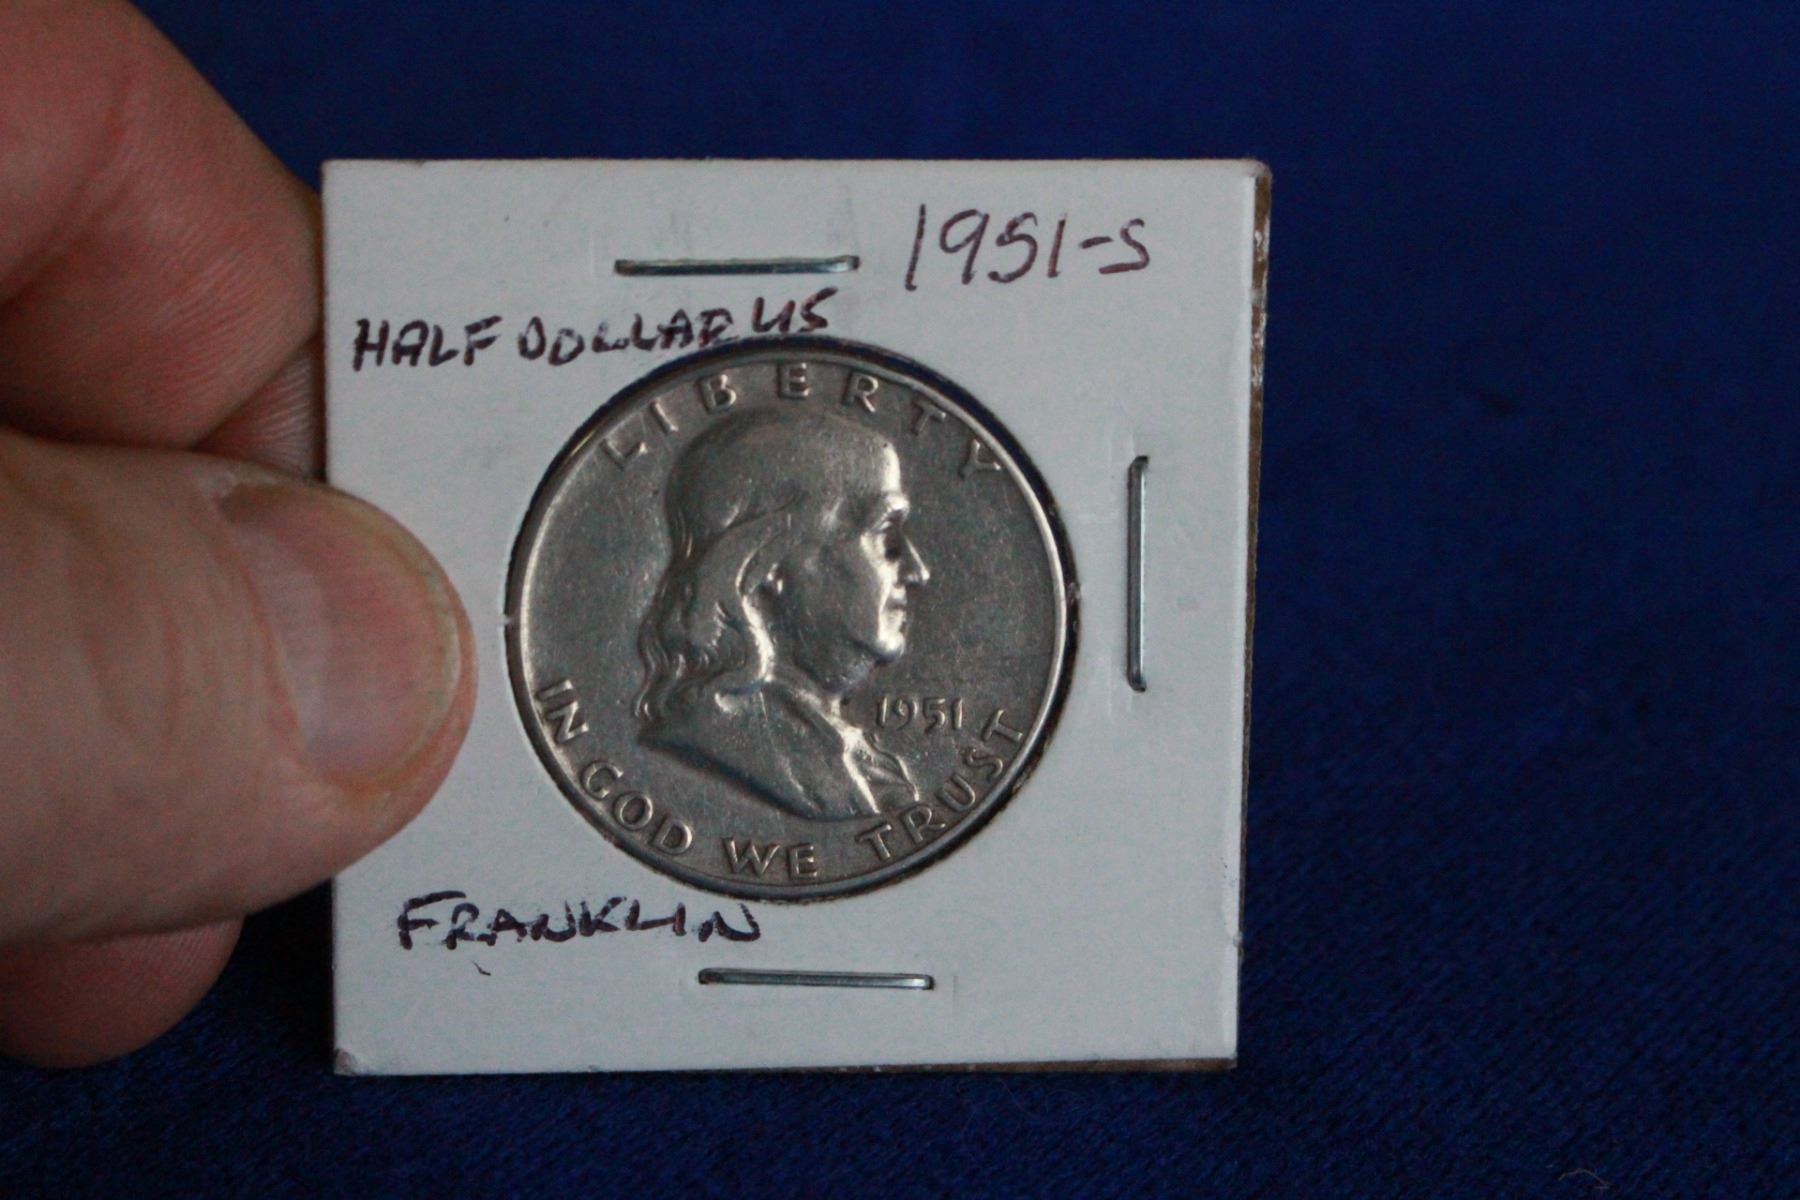 1951-S
HALF DOLLAR US
LIBERTY
1951
IN GOD WE TRUST
FRANKLIN